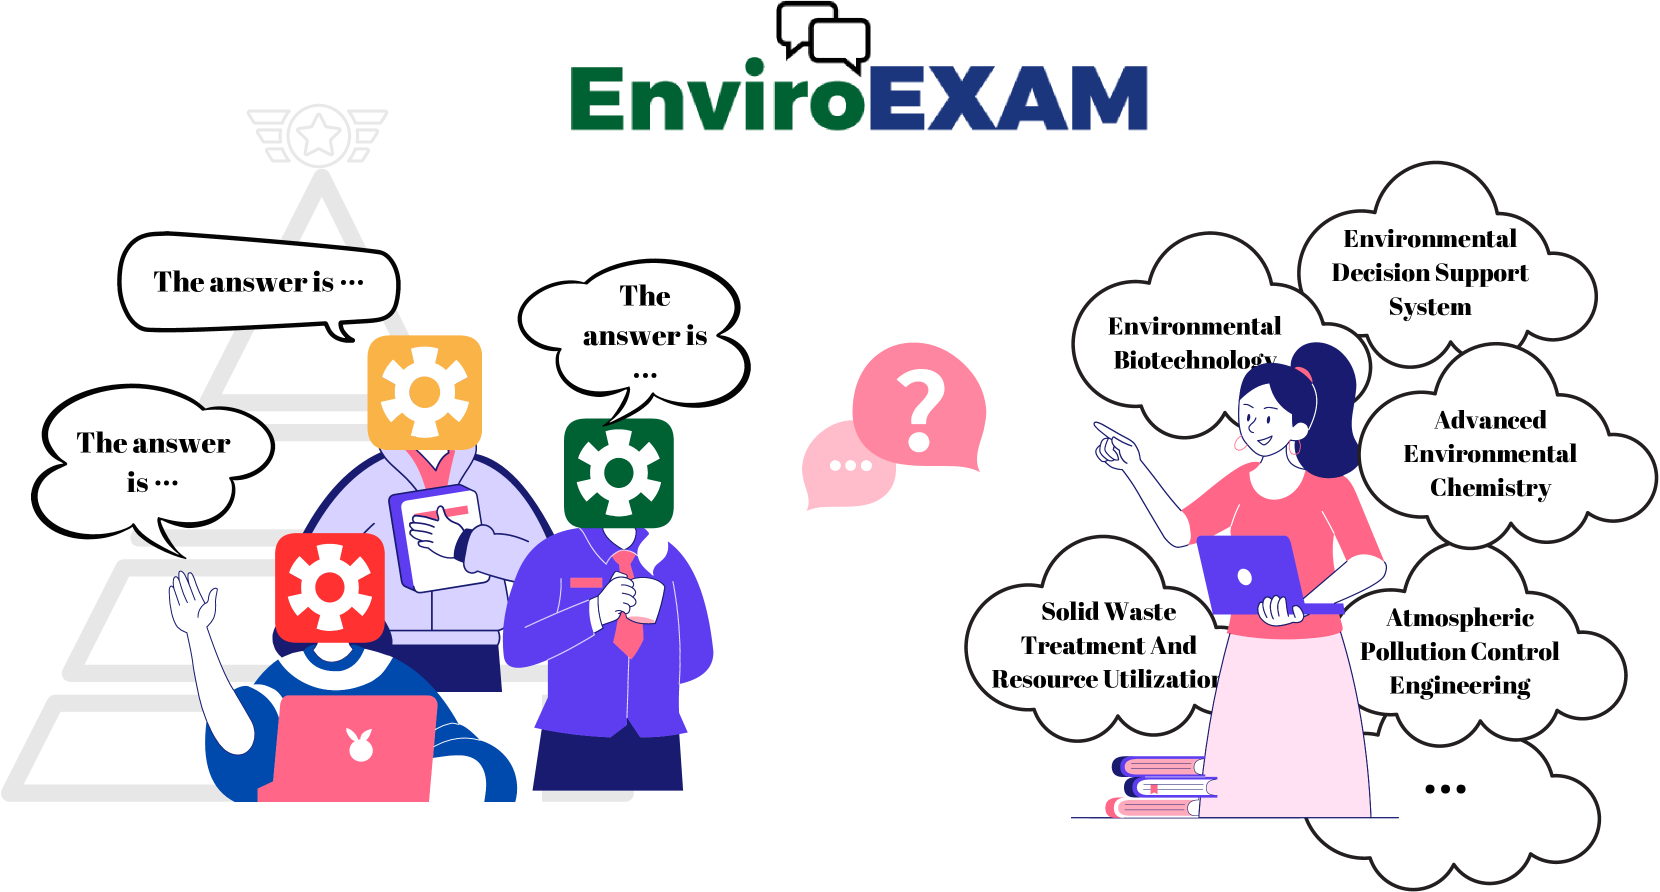 EnviroEXAM
The answer is ···
The
answer is
...
The answer
is ···
?
Environmental
Decision Support
System
Environmental
Biotechnology
Advanced
Environmental
Chemistry
Solid Waste
Treatment And
Resource Utilization
Atmospheric
Pollution Control
Engineering
...